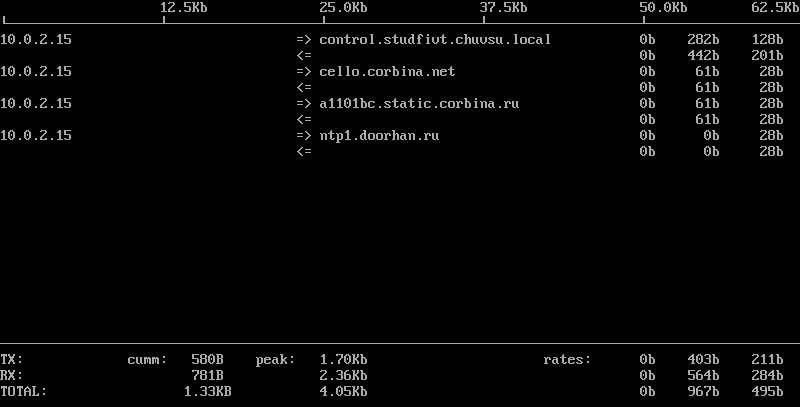 12.5Kb 25.0Kb 37.5Kb 50.0Kb 62.5Kb
10.0.2.15 => control.studfivt.chuvsu.local 0b 282b 128b
<= 0b 442b 201b
10.0.2.15 => cello.corbina.net 0b 61b 28b
<= 0b 61b 28b
10.0.2.15 => a1101bc.static.corbina.ru 0b 61b 28b
<= 0b 61b 28b
10.0.2.15 => ntp1.doorhan.ru 0b 0b 28b
<= 0b 0b 28b
TX: cumm: 580B peak: 1.70Kb rates: 0b 403b 211b
RX: 781B 2.36Kb 0b 564b 284b
TOTAL: 1.33KB 4.05Kb 0b 967b 495b